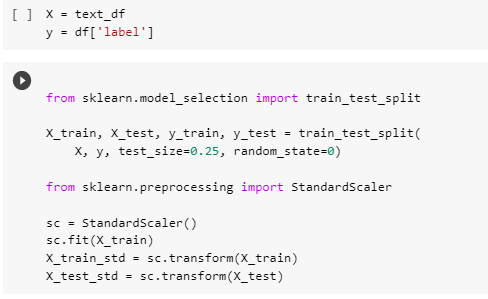 [ ] X = text_df
y = df['label']
from sklearn.model_selection import train_test_split
X_train, X_test, y_train, y_test = train_test_split(
    X, y, test_size=0.25, random_state=0)
from sklearn.preprocessing import StandardScaler
sc = StandardScaler()
sc.fit(X_train)
X_train_std = sc.transform(X_train)
X_test_std = sc.transform(X_test)